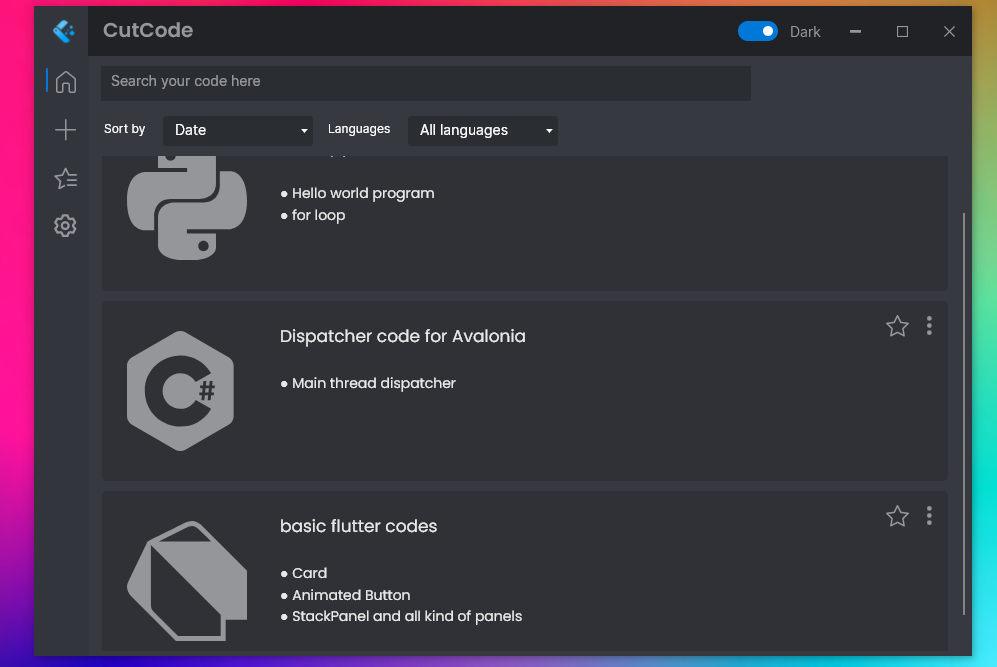 CutCode
Dark
Search your code here
Sort by
Date
Languages
All languages
● Hello world program
● for loop
Dispatcher code for Avalonia
● Main thread dispatcher
basic flutter codes
● Card
● Animated Button
● StackPanel and all kind of panels